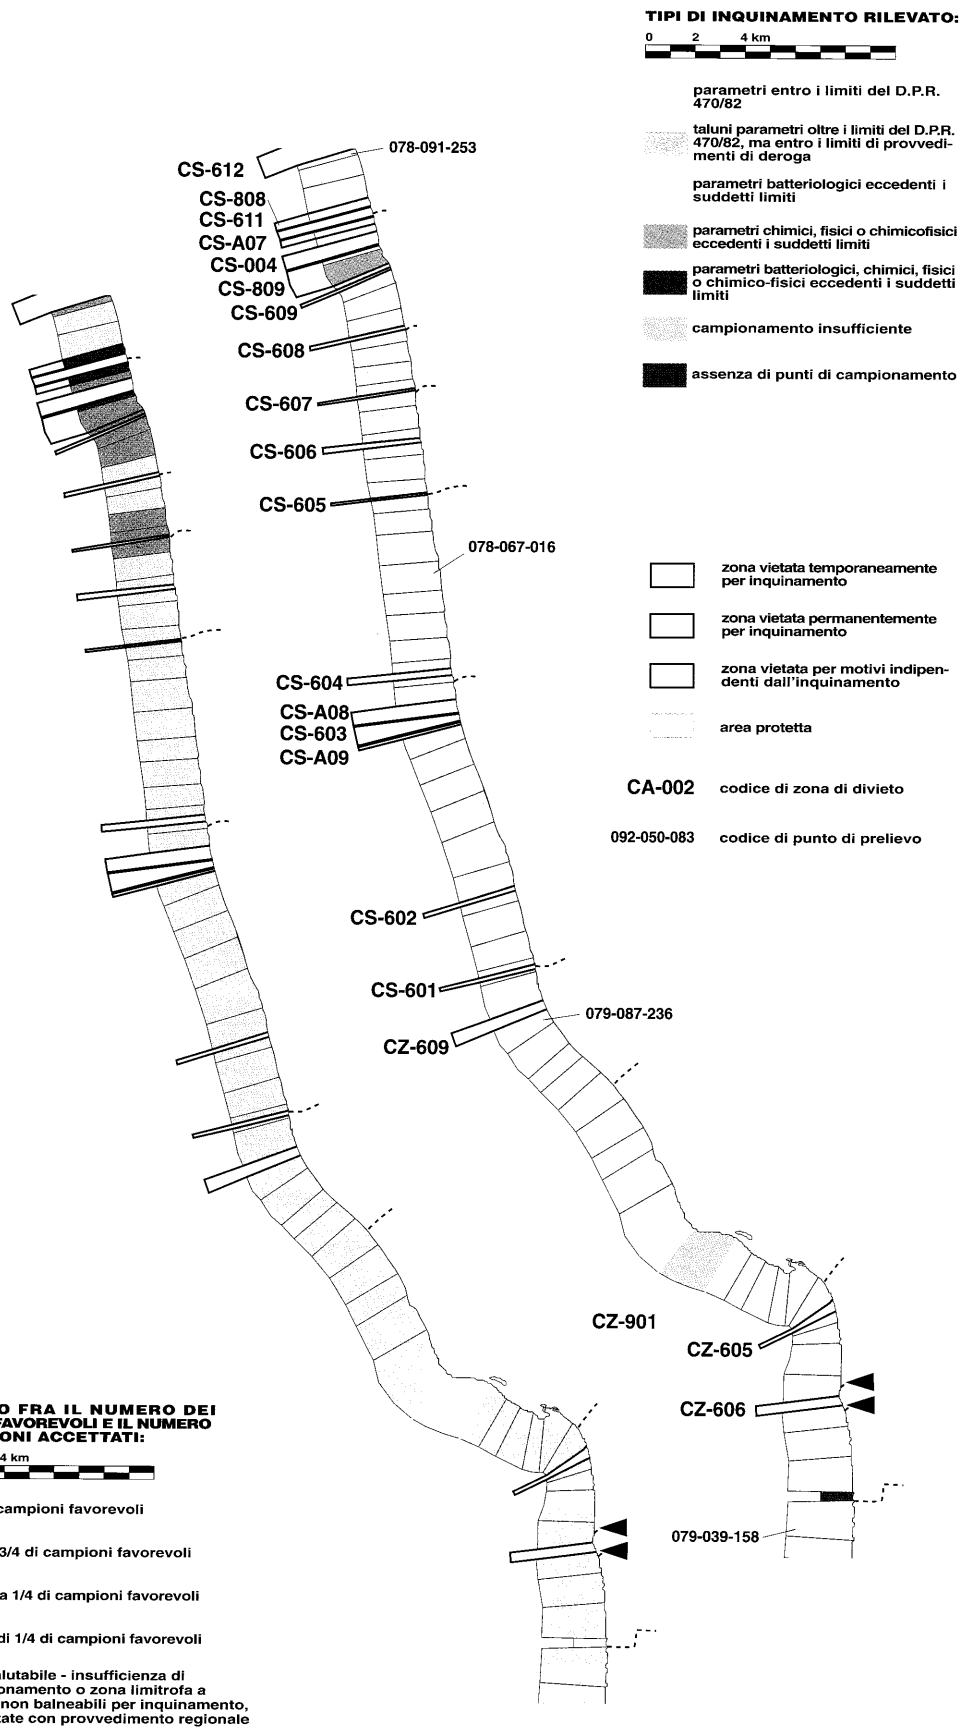 TIPI DI INQUINAMENTO RILEVATO:
0 2 4 km
parametri entro i limiti del D.P.R.
470/82
taluni parametri oltre i limiti del D.P.R.
470/82, ma entro i limiti di provvedi-
menti di deroga
parametri batteriologici eccedenti i
suddetti limiti
parametri chimici, fisici o chimicofisici
eccedenti i suddetti limiti
parametri batteriologici, chimici, fisici
o chimico-fisici eccedenti i suddetti
limiti
campionamento insufficiente
assenza di punti di campionamento
078-091-253
CS-612
CS-808
CS-611
CS-A07
CS-004
CS-809
CS-609
CS-608
CS-607
CS-606
CS-605
078-067-016
zona vietata temporaneamente
per inquinamento
zona vietata permanentemente
per inquinamento
zona vietata per motivi indipen-
denti dall'inquinamento
area protetta
CA-002 codice di zona di divieto
092-050-083 codice di punto di prelievo
CS-604
CS-A08
CS-603
CS-A09
CS-602
CS-601
079-087-236
CZ-609
CZ-901
CZ-605
CZ-606
079-039-158
O FRA IL NUMERO DEI
FAVOREVOLI E IL NUMERO
ONI ACCETTATI:
4 km
campioni favorevoli
3/4 di campioni favorevoli
a 1/4 di campioni favorevoli
di 1/4 di campioni favorevoli
lutabile - insufficienza di
onamento o zona limitrofa a
non balneabili per inquinamento,
tate con provvedimento regionale